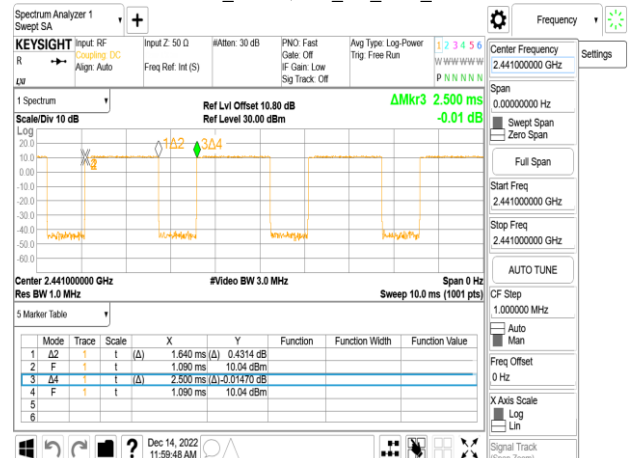 Spectrum Analyzer 1
Swept SA
Frequency
KEYSIGHT Input: RF Input Z: 50 Ω #Atten: 30 dB PNO: Fast Avg Type: Log-Power 1 2 3 4 5 6
R Coupling: DC Gate: Off Trig: Free Run
Align: Auto Freq Ref: Int (S) IF Gain: Low W W W W W W
Sig Track: Off P N N N N N
Center Frequency
2.441000000 GHz
Settings
1 Spectrum Ref Lvl Offset 10.80 dB ΔMkr3 2.500 ms
Scale/Div 10 dB Ref Level 30.00 dBm -0.01 dB
Log
20.0
10.0
0.00
-10.0
-20.0
-30.0
-40.0
-50.0
-60.0
1Δ2 3Δ4
Center 2.441000000 GHz #Video BW 3.0 MHz Span 0 Hz
Res BW 1.0 MHz Sweep 10.0 ms (1001 pts)
5 Marker Table
Mode Trace Scale X Y Function Function Width Function Value
1 Δ2 1 t (Δ) 1.640 ms (Δ) 0.4314 dB
2 F 1 t 1.090 ms 10.04 dBm
3 Δ4 1 t (Δ) 2.500 ms (Δ) -0.01470 dB
4 F 1 t 1.090 ms 10.04 dBm
5
6
Span
0.00000000 Hz
Swept Span
Zero Span
Full Span
Start Freq
2.441000000 GHz
Stop Freq
2.441000000 GHz
AUTO TUNE
CF Step
1.000000 MHz
Auto
Man
Freq Offset
0 Hz
X Axis Scale
Log
Lin
Signal Track
(Span Zoom)
Dec 14, 2022
11:59:48 AM